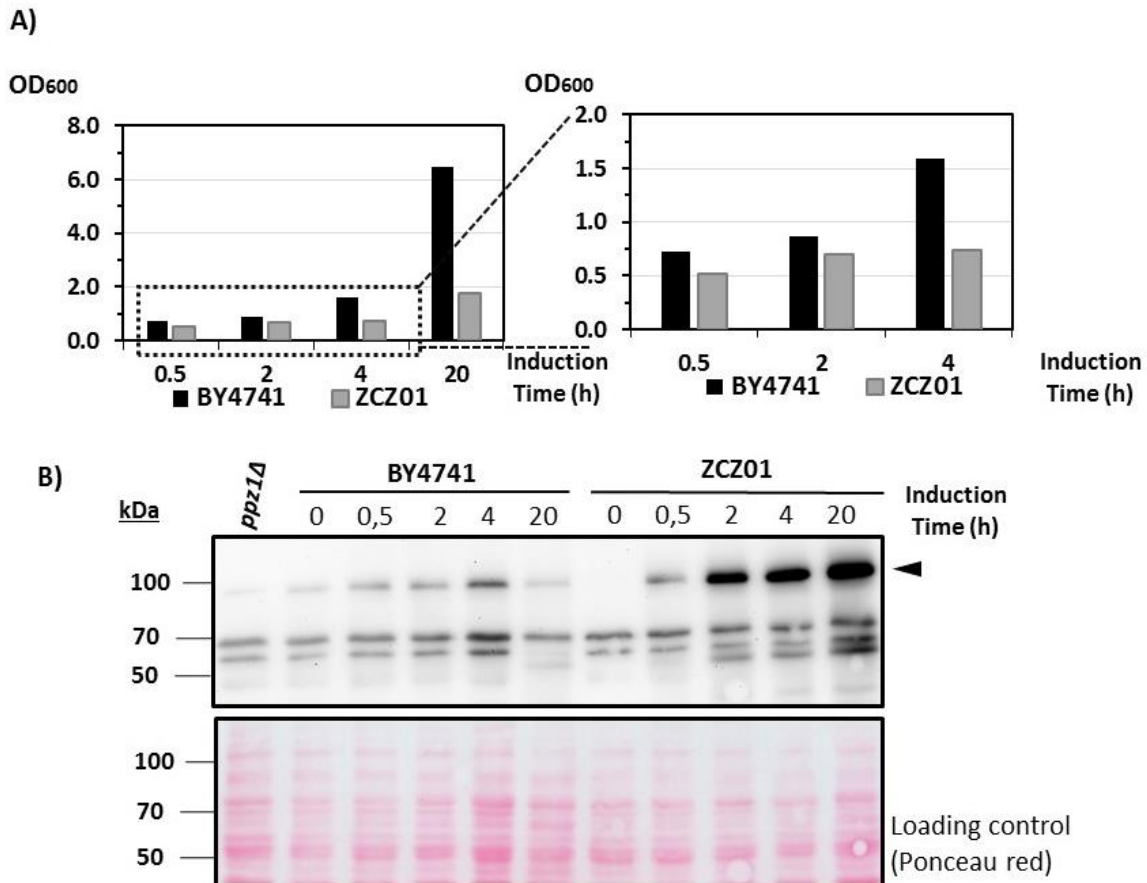 A)
OD600
8.0
6.0
4.0
2.0
0.0
0.5 2 4 20
Induction
Time (h)
BY4741 ZCZ01
OD600
2.0
1.5
1.0
0.5
0.0
0.5 2 4
Induction
Time (h)
BY4741 ZCZ01
B)
kDa
ppz1Δ
BY4741 ZCZ01
0 0,5 2 4 20 0 0,5 2 4 20
Induction
Time (h)
100
70
50
100
70
50
Loading control
(Ponceau red)